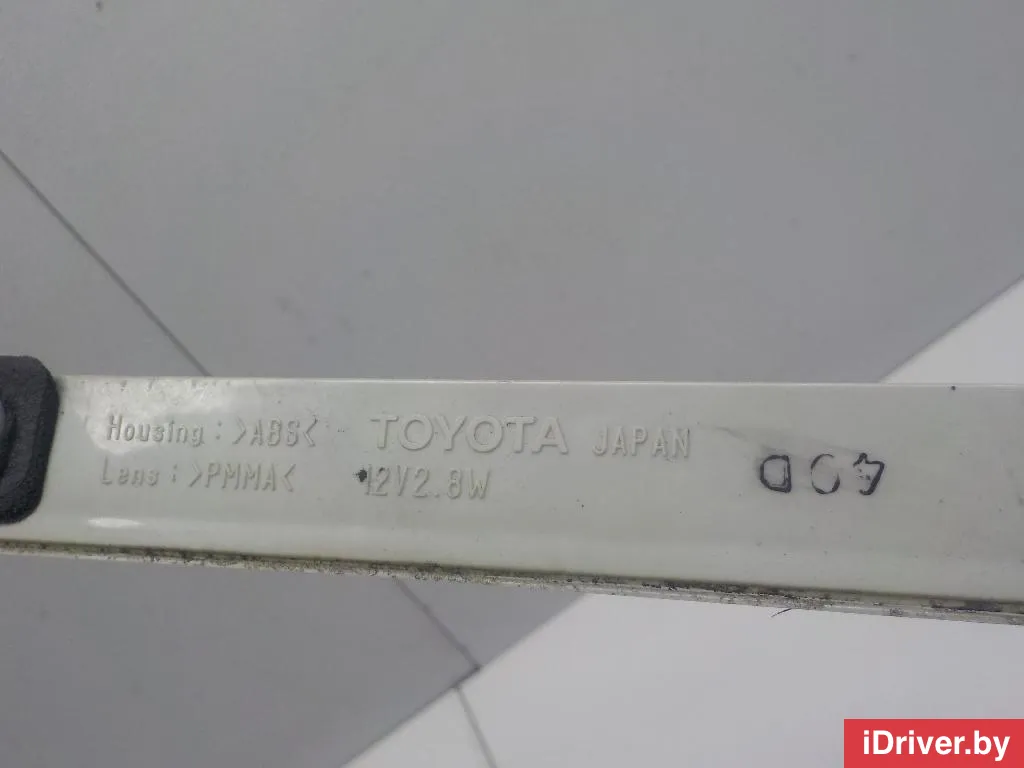 Housing : >ABS< TOYOTA JAPAN
Lens : >PMMA< 12V2.8W
iDriver.by